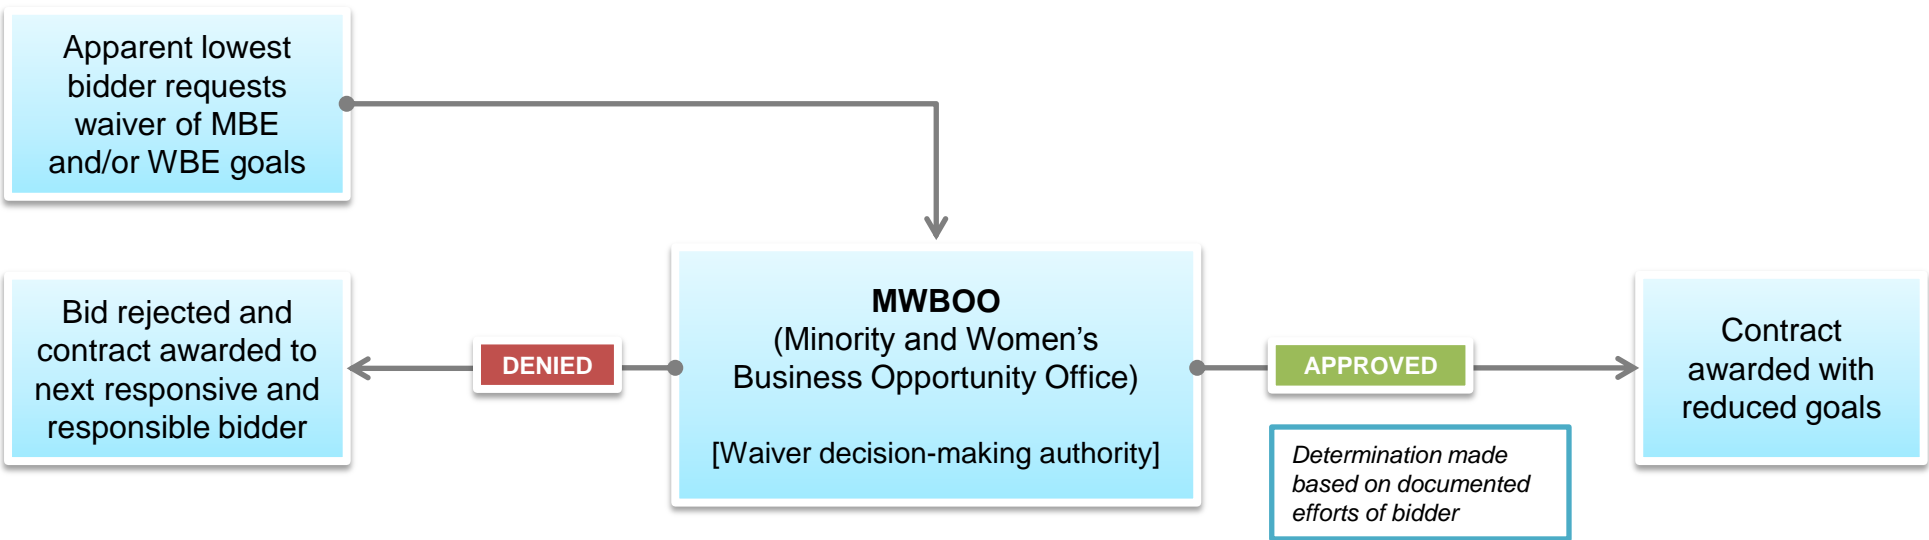 Apparent lowest
bidder requests
waiver of MBE
and/or WBE goals
Bid rejected and
contract awarded to
next responsive and
responsible bidder
DENIED
MWBOO
(Minority and Women’s
Business Opportunity Office)
[Waiver decision-making authority]
APPROVED
Determination made
based on documented
efforts of bidder
Contract
awarded with
reduced goals